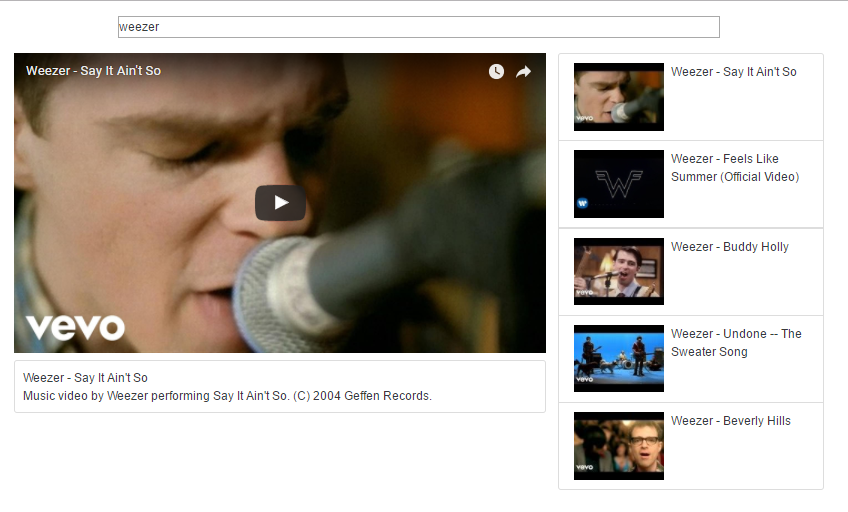 weezer
Weezer - Say It Ain't So
vevo
Weezer - Say It Ain't So
Music video by Weezer performing Say It Ain't So. (C) 2004 Geffen Records.
vevo
Weezer - Say It Ain't So
W
W
Weezer - Feels Like
Summer (Official Video)
vevo
Weezer - Buddy Holly
vevo
Weezer - Undone -- The
Sweater Song
vevo
Weezer - Beverly Hills